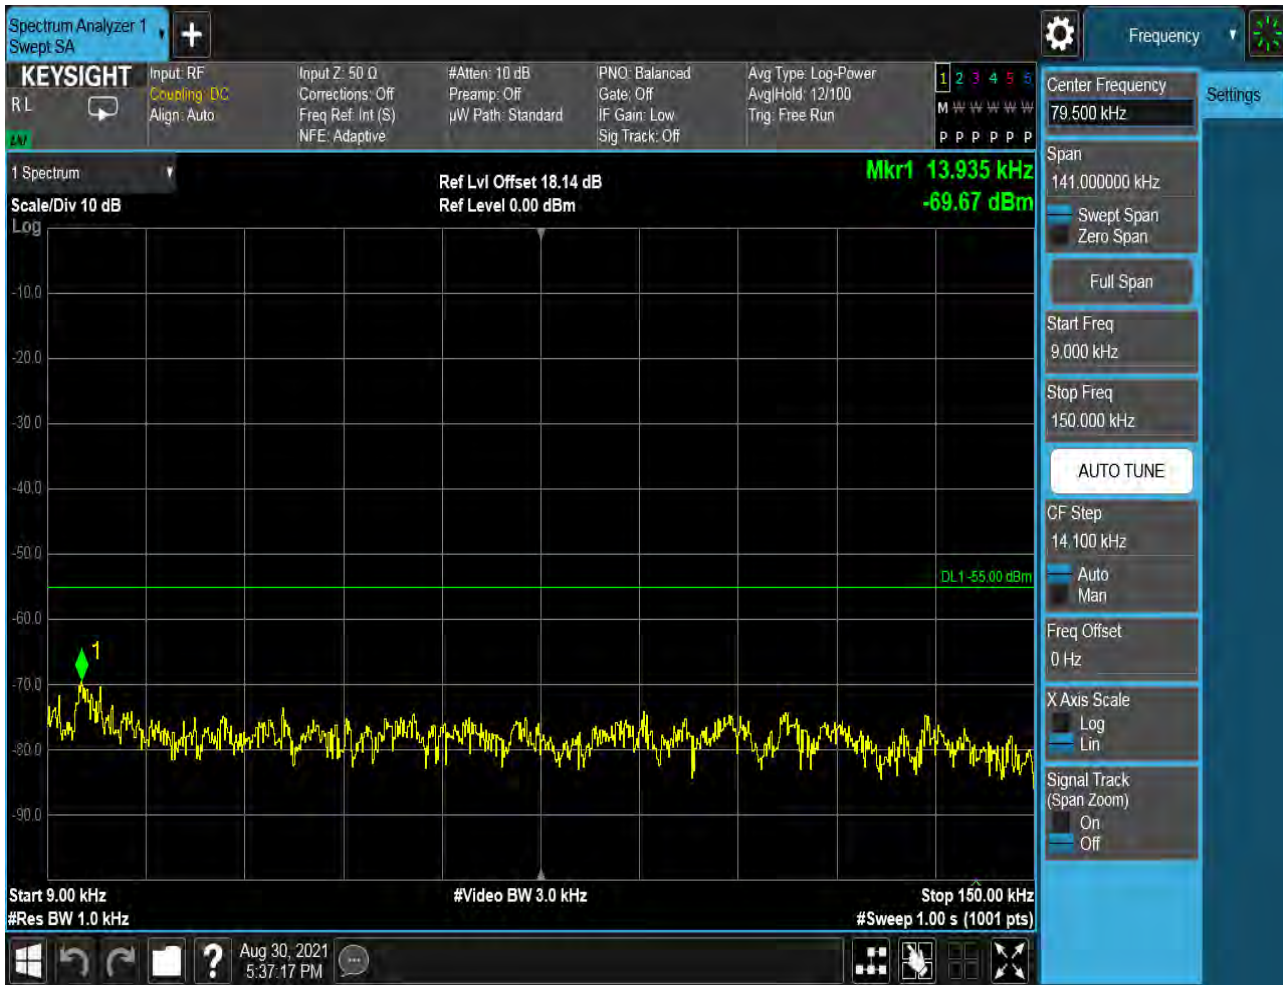 Spectrum Analyzer 1
Swept SA
Frequency
KEYSIGHT
R L
Input: RF
Coupling: DC
Align: Auto
Input Z: 50 Ω
Corrections: Off
Freq Ref: Int (S)
NFE: Adaptive
#Atten: 10 dB
Preamp: Off
µW Path: Standard
PNO: Balanced
Gate: Off
IF Gain: Low
Sig Track: Off
Avg Type: Log-Power
Avg|Hold: 12/100
Trig: Free Run
1 2 3 4 5 6
M W W W W W
P P P P P P
1 Spectrum
Scale/Div 10 dB
Log
Ref Lvl Offset 18.14 dB
Ref Level 0.00 dBm
Mkr1 13.935 kHz
-69.67 dBm
-10.0
-20.0
-30.0
-40.0
-50.0
DL1 -55.00 dBm
-60.0
1
-70.0
-80.0
-90.0
Start 9.00 kHz
#Res BW 1.0 kHz
#Video BW 3.0 kHz
Stop 150.00 kHz
#Sweep 1.00 s (1001 pts)
Center Frequency
79.500 kHz
Settings
Span
141.000000 kHz
Swept Span
Zero Span
Full Span
Start Freq
9.000 kHz
Stop Freq
150.000 kHz
AUTO TUNE
CF Step
14.100 kHz
Auto
Man
Freq Offset
0 Hz
X Axis Scale
Log
Lin
Signal Track
(Span Zoom)
On
Off
?
Aug 30, 2021
5:37:17 PM